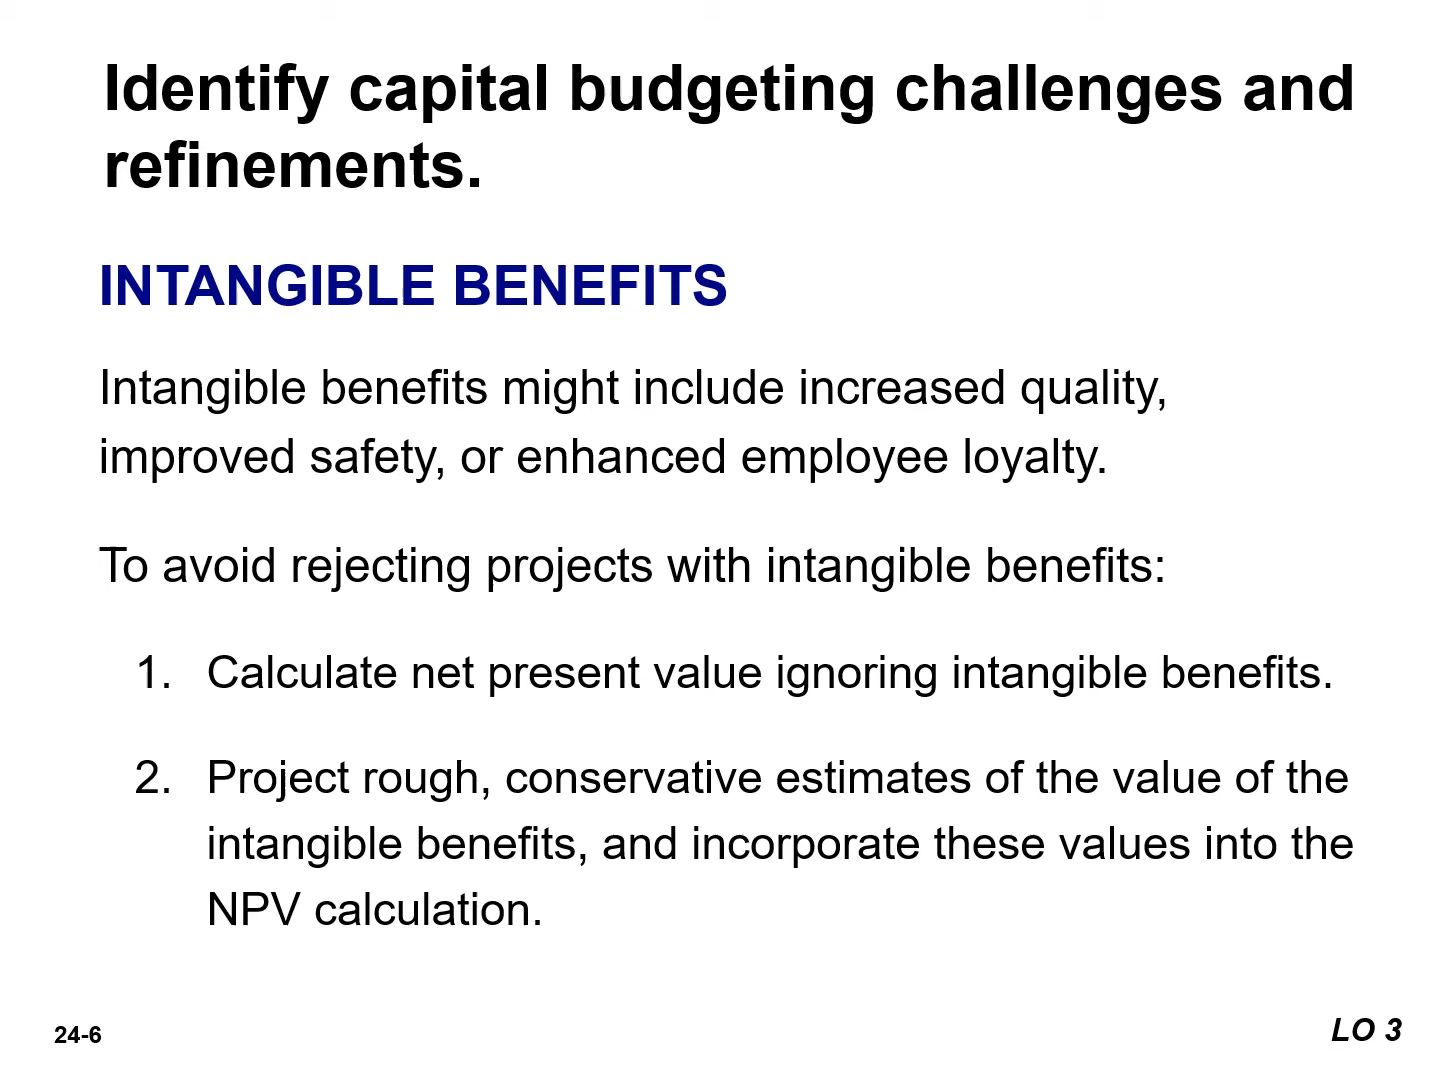 Identify capital budgeting challenges and
refinements.
INTANGIBLE BENEFITS
Intangible benefits might include increased quality,
improved safety, or enhanced employee loyalty.
To avoid rejecting projects with intangible benefits:
1. Calculate net present value ignoring intangible benefits.
2. Project rough, conservative estimates of the value of the
intangible benefits, and incorporate these values into the
NPV calculation.
24-6
LO 3